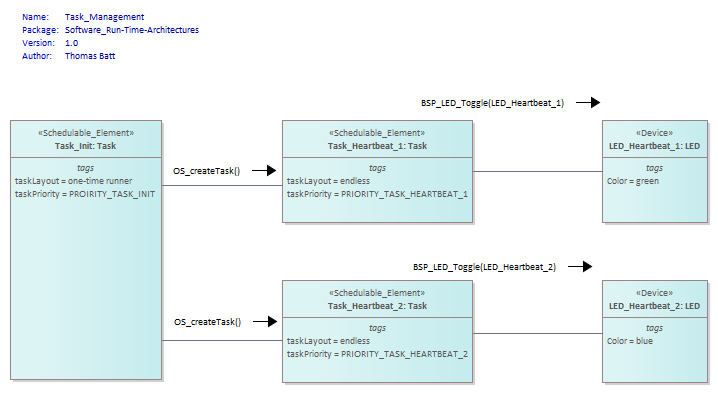 Name: Task_Management
Package: Software_Run-Time-Architectures
Version: 1.0
Author: Thomas Batt
BSP_LED_Toggle(LED_Heartbeat_1)
«Schedulable_Element»
Task_Init: Task
tags
taskLayout = one-time runner
taskPriority = PROIRITY_TASK_INIT
OS_createTask()
«Schedulable_Element»
Task_Heartbeat_1: Task
tags
taskLayout = endless
taskPriority = PRIORITY_TASK_HEARTBEAT_1
«Device»
LED_Heartbeat_1: LED
tags
Color = green
BSP_LED_Toggle(LED_Heartbeat_2)
OS_createTask()
«Schedulable_Element»
Task_Heartbeat_2: Task
tags
taskLayout = endless
taskPriority = PRIORITY_TASK_HEARTBEAT_2
«Device»
LED_Heartbeat_2: LED
tags
Color = blue